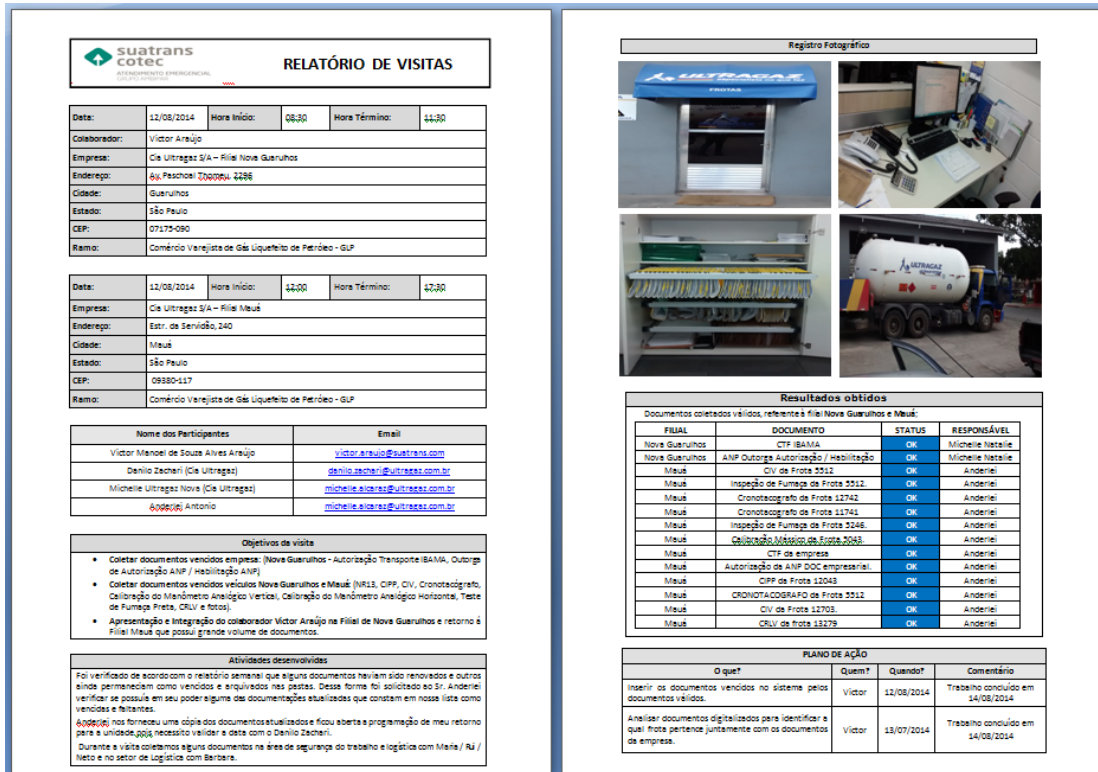 suatrans
cotec
ATENDIMENTO EMERGENCIAL
GRUPO AMBIPAR
RELATÓRIO DE VISITAS
Data: 12/08/2014 Hora Início: 08:30 Hora Término: 11:30
Colaborador: Victor Araújo
Empresa: Cia Ultragaz S/A – Filial Nova Guarulhos
Endereço: Av. Paschoal Thomeu, 2296
Cidade: Guarulhos
Estado: São Paulo
CEP: 07175-090
Ramo: Comércio Varejista de Gás Liquefeito de Petróleo - GLP
Data: 12/08/2014 Hora Início: 12:00 Hora Término: 17:30
Empresa: Cia Ultragaz S/A – Filial Mauá
Endereço: Estr. da Servidão, 240
Cidade: Mauá
Estado: São Paulo
CEP: 09380-117
Ramo: Comércio Varejista de Gás Liquefeito de Petróleo - GLP
Nome dos Participantes Email
Victor Manoel de Souza Alves Araújo victor.araujo@suatrans.com
Danilo Zachari (Cia Ultragaz) danilo.zachari@ultragaz.com.br
Michelle Ultragaz Nova (Cia Ultragaz) michelle.alcaraz@ultragaz.com.br
Anderlei Antonio michelle.alcaraz@ultragaz.com.br
Objetivos da visita
• Coletar documentos vencidos empresa: (Nova Guarulhos - Autorização Transporte IBAMA, Outorga
de Autorização ANP / Habilitação ANP)
• Coletar documentos vencidos veículos Nova Guarulhos e Mauá: (NR13, CIPP, CIV, Cronotacógrafo,
Calibração do Manômetro Analógico Vertical, Calibração do Manômetro Analógico Horizontal, Teste
de Fumaça Preta, CRLV e fotos).
• Apresentação e Integração do colaborador Victor Araújo na Filial de Nova Guarulhos e retorno á
Filial Mauá que possui grande volume de documentos.
Atividades desenvolvidas
Foi verificado de acordo com o relatório semanal que alguns documentos haviam sido renovados e outros
ainda permaneciam como vencidos e arquivados nas pastas. Dessa forma foi solicitado ao Sr. Anderlei
verificar se possuía em seu poder alguma das documentações atualizadas que constam em nossa lista como
vencidas e faltantes.
Anderlei nos forneceu uma cópia dos documentos atualizados e ficou aberta a programação de meu retorno
para a unidade, pois necessito validar a data com o Danilo Zachari.
Durante a visita coletamos alguns documentos na área de segurança do trabalho e logística com Maria / Rui /
Neto e no setor de Logística com Barbara.
Registro Fotográfico
ULTRAGAZ
FROTAS
ULTRAGAZ
Resultados obtidos
Documentos coletados válidos, referente á filial Nova Guarulhos e Mauá;
FILIAL DOCUMENTO STATUS RESPONSÁVEL
Nova Guarulhos CTF IBAMA OK Michelle Natalie
Nova Guarulhos ANP Outorga Autorização / Habilitação OK Michelle Natalie
Mauá CIV da Frota 5512 OK Anderlei
Mauá Inspeção de Fumaça da Frota 5512. OK Anderlei
Mauá Cronotacografo da Frota 12742 OK Anderlei
Mauá Cronotacografo da Frota 11741 OK Anderlei
Mauá Inspeção de Fumaça da Frota 5246. OK Anderlei
Mauá Calibração Mássico da Frota 5043. OK Anderlei
Mauá CTF da empresa OK Anderlei
Mauá Autorização da ANP DOC empresarial. OK Anderlei
Mauá CIPP da Frota 12043 OK Anderlei
Mauá CRONOTACOGRAFO da Frota 5512 OK Anderlei
Mauá CIV da Frota 12703. OK Anderlei
Mauá CRLV da frota 13279 OK Anderlei
PLANO DE AÇÃO
O que? Quem? Quando? Comentário
Inserir os documentos vencidos no sistema pelos
documentos válidos.
Victor 12/08/2014 Trabalho concluído em
14/08/2014
Analisar documentos digitalizados para identificar a
qual frota pertence juntamente com os documentos
da empresa.
Victor 13/07/2014 Trabalho concluído em
14/08/2014